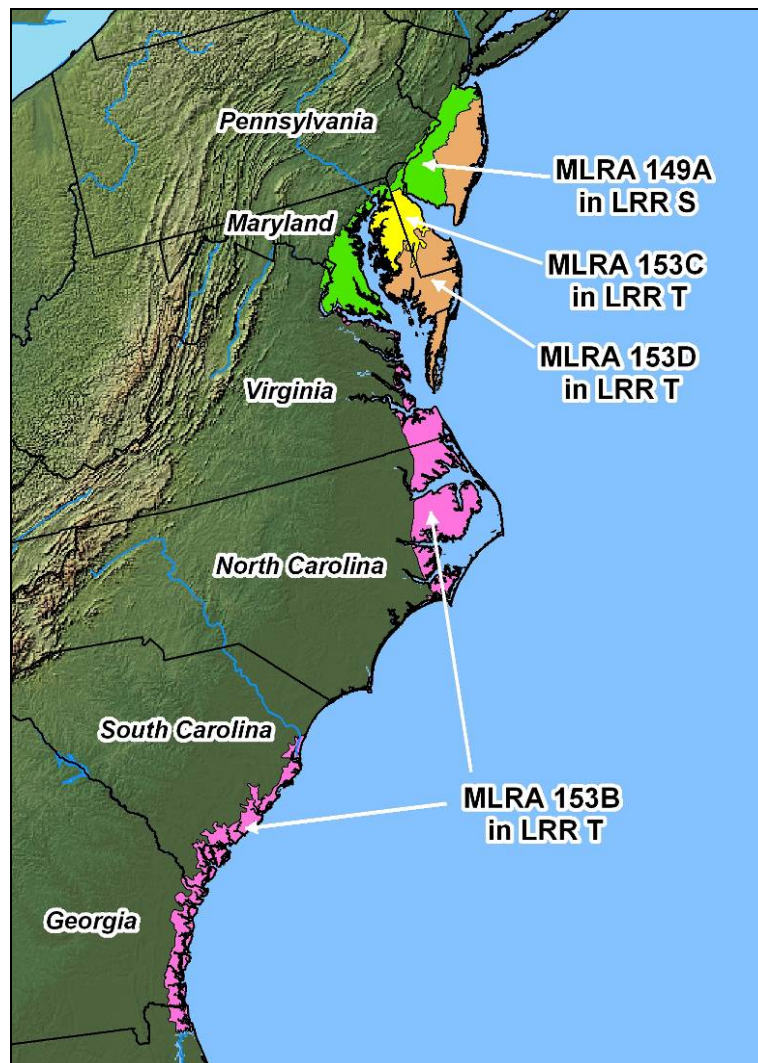 Pennsylvania
MLRA 149A
in LRR S
Maryland
MLRA 153C
in LRR T
MLRA 153D
in LRR T
Virginia
North Carolina
South Carolina
MLRA 153B
in LRR T
Georgia